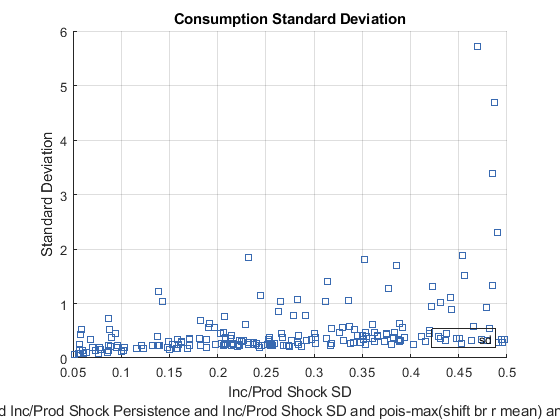 Consumption Standard Deviation
6
5
4
3
2
1
0
Standard Deviation
0.05 0.1 0.15 0.2 0.25 0.3 0.35 0.4 0.45 0.5
sd
Inc/Prod Shock SD
d Inc/Prod Shock Persistence and Inc/Prod Shock SD and pois-max(shift br r mean) ar